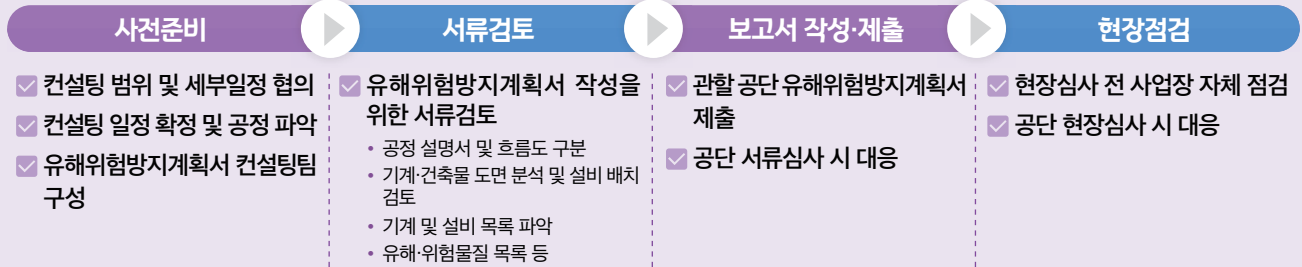 사전준비
컨설팅 범위 및 세부일정 협의
컨설팅 일정 확정 및 공정 파악
유해위험방지계획서 컨설팅팀
구성
서류검토
유해위험방지계획서 작성을
위한 서류검토
• 공정 설명서 및 흐름도 구분
• 기계·건축물 도면 분석 및 설비 배치
검토
• 기계 및 설비 목록 파악
• 유해·위험물질 목록 등
보고서 작성·제출
관할 공단 유해위험방지계획서
제출
공단 서류심사 시 대응
현장점검
현장심사 전 사업장 자체 점검
공단 현장심사 시 대응